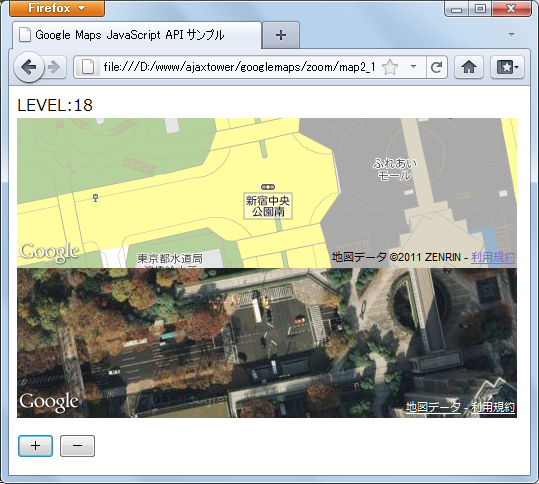 Firefox
Google Maps JavaScript API サンプル
file:///D:/www/ajaxtower/googlemaps/zoom/map2_1
LEVEL:18
ふれあい
モール
新宿中央
公園南
東京都水道局
Google
地図データ ©2011 ZENRIN - 利用規約
Google
地図データ - 利用規約
+
−